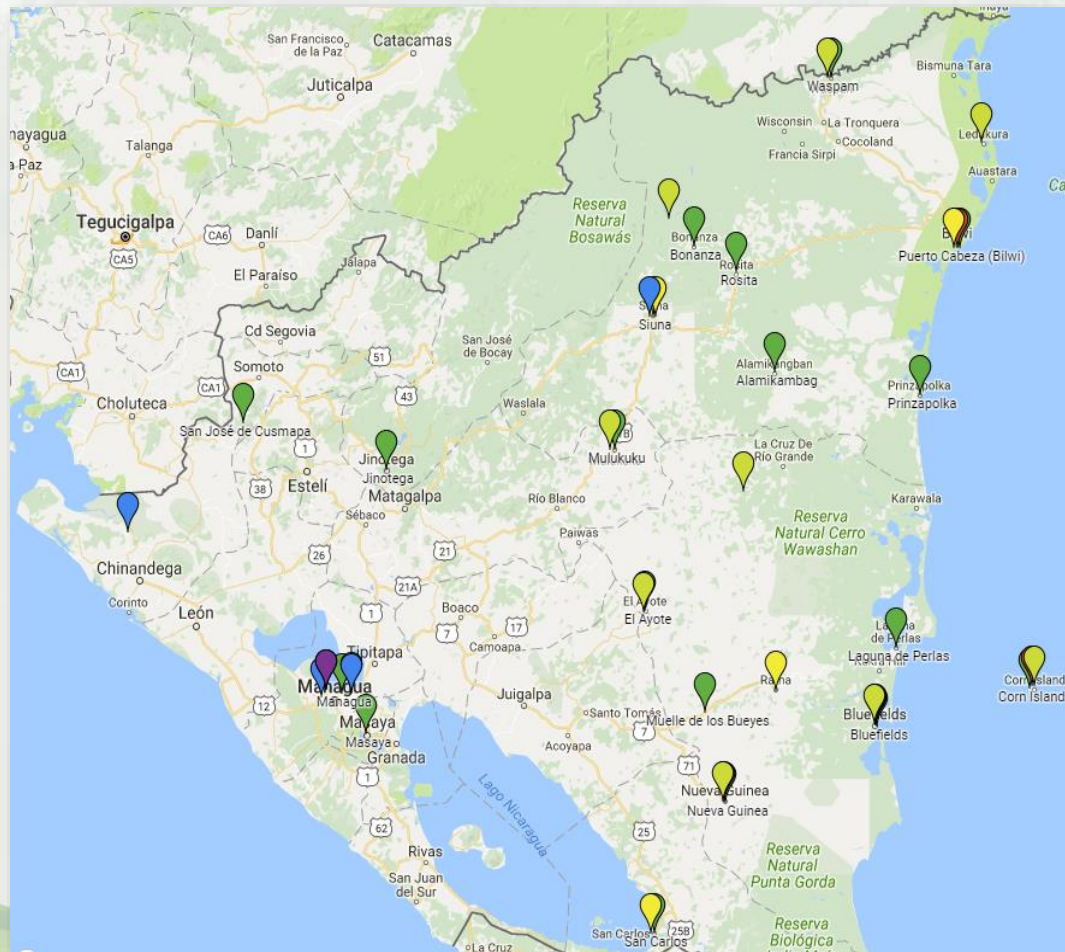 San Francisco
de la Paz
Catacamas
Juticalpa
nayagua
a Paz
Talanga
Tegucigalpa
CA6
CA5
Danlí
El Paraíso
Jalapa
Waspam
Bismuna Tara
Wisconsin
La Tronquera
Cocoland
Francia Sirpi
Auastara
Reserva
Natural
Bosawás
Bonanza
Bonanza
Rosita
Rosita
Puerto Cabeza (Bilwi)
Siuna
Cd Segovia
51
San José
de Bocay
CA1
CA1
Somoto
43
Choluteca
San José de Cusmapa
Waslala
Alamikangban
Alamikambag
Prinzapolka
Prinzapolka
1
Estelí
38
Jinotega
Jinotega
Matagalpa
Mulukuku
La Cruz De
Río Grande
Río Blanco
Karawala
Sébaco
Paiwas
Reserva
Natural Cerro
Wawashan
Chinandega
Corinto
León
26
21
21A
Boaco
1
7
17
Camoapa
El Ayote
El Ayote
Laguna de Perlas
Tipitapa
Managua
Managua
12
Masaya
Masaya
Granada
Juigalpa
Santo Tomás
7
Acoyapa
Muelle de los Bueyes
Rama
Bluefields
Bluefields
Corn Island
Corn Island
1
71
Nueva Guinea
Nueva Guinea
62
Lago Nicaragua
25
Rivas
San Juan
del Sur
Reserva
Natural
Punta Gorda
San Carlos
San Carlos
25B
La Cruz
Reserva
Biológica